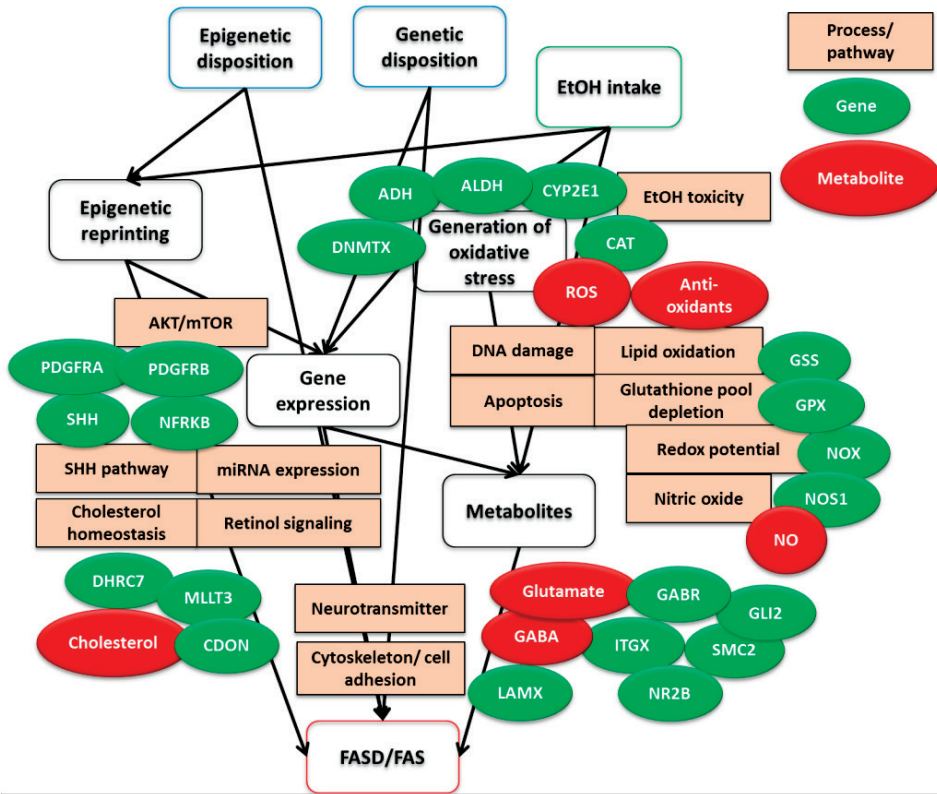 Epigenetic
disposition
Genetic
disposition
EtOH intake
Process/
pathway
Gene
Metabolite
Epigenetic
reprinting
ADH
ALDH
CYP2E1
EtOH toxicity
DNMTX
Generation of
oxidative
stress
CAT
ROS
Anti-
oxidants
AKT/mTOR
PDGFRA
PDGFRB
SHH
NFRKB
Gene
expression
DNA damage
Lipid oxidation
GSS
Apoptosis
Glutathione pool
depletion
GPX
Redox potential
NOX
Nitric oxide
NOS1
NO
SHH pathway
miRNA expression
Cholesterol
homeostasis
Retinol signaling
Metabolites
DHRC7
MLLT3
Cholesterol
CDON
Neurotransmitter
Cytoskeleton/ cell
adhesion
Glutamate
GABR
GLI2
GABA
ITGX
SMC2
LAMX
NR2B
FASD/FAS